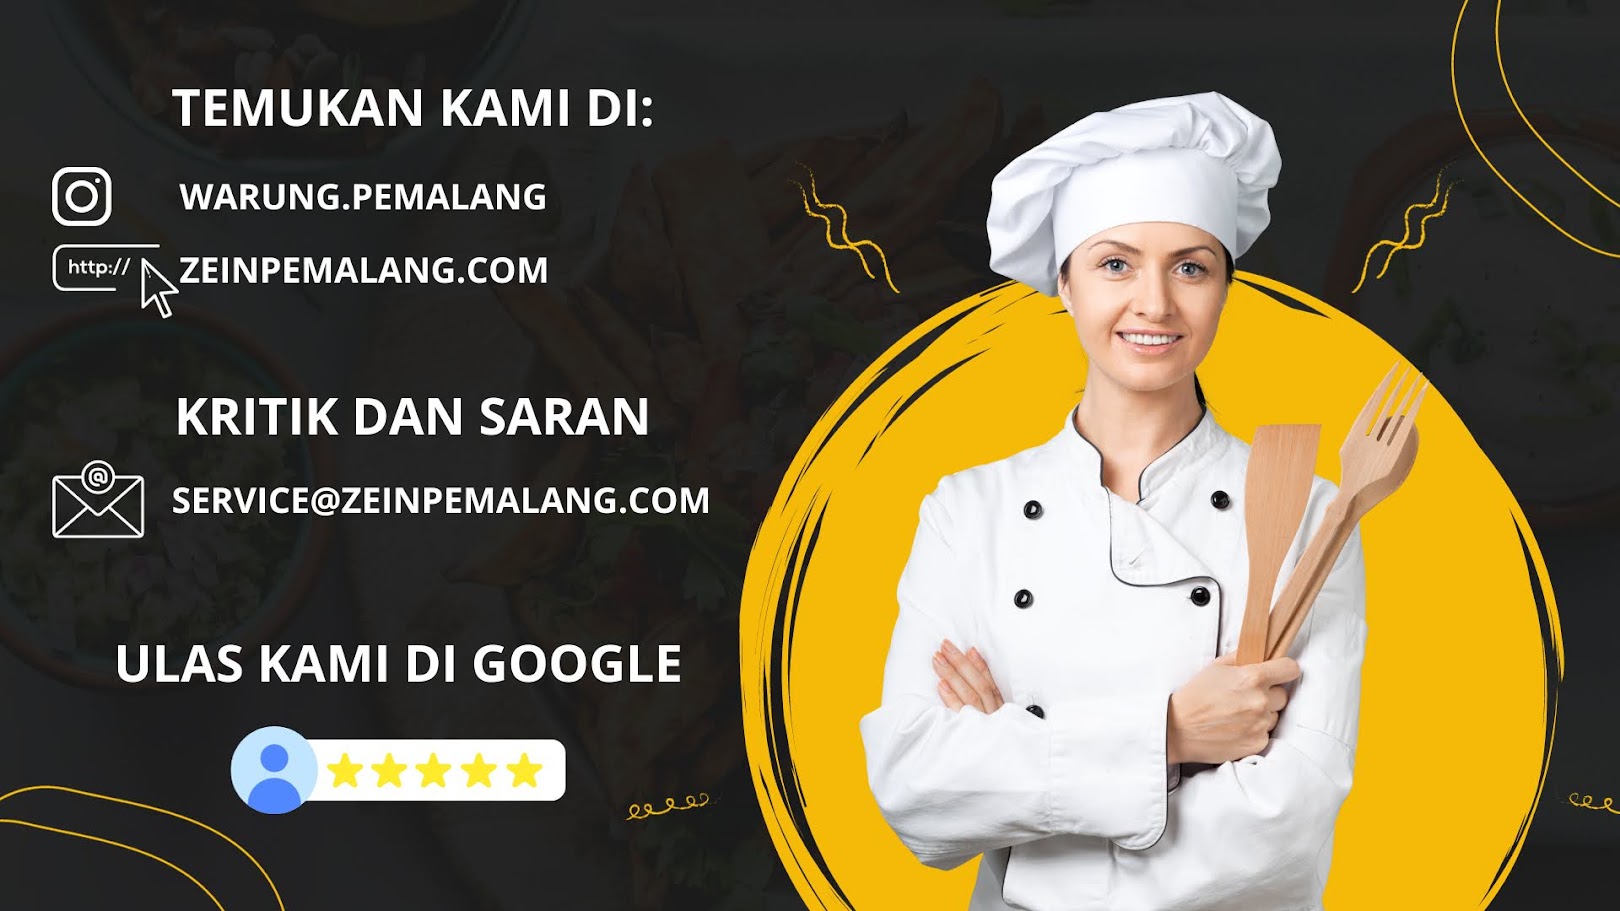 TEMUKAN KAMI DI:
WARUNG.PEMALANG
http:// ZEINPEMALANG.COM
KRITIK DAN SARAN
@
SERVICE@ZEINPEMALANG.COM
ULAS KAMI DI GOOGLE